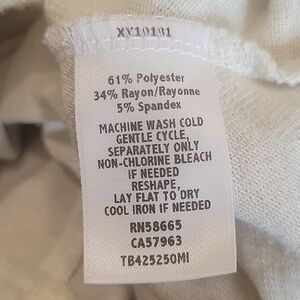 61% Polyester
34% Rayon/Rayonne
5% Spandex
MACHINE WASH COLD
GENTLE CYCLE,
SEPARATELY ONLY
NON-CHLORINE BLEACH
IF NEEDED
RESHAPE,
LAY FLAT TO DRY
COOL IRON IF NEEDED
RN58665
CA57963
TB425250MI